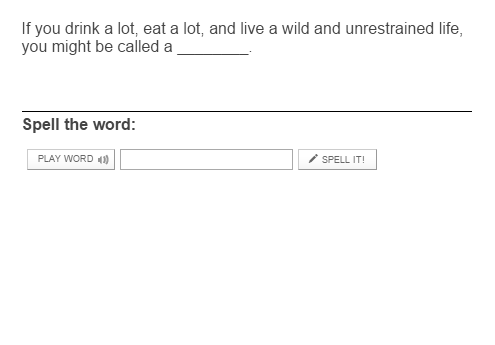 If you drink a lot, eat a lot, and live a wild and unrestrained life,
you might be called a ________.
Spell the word:
PLAY WORD SPELL IT!